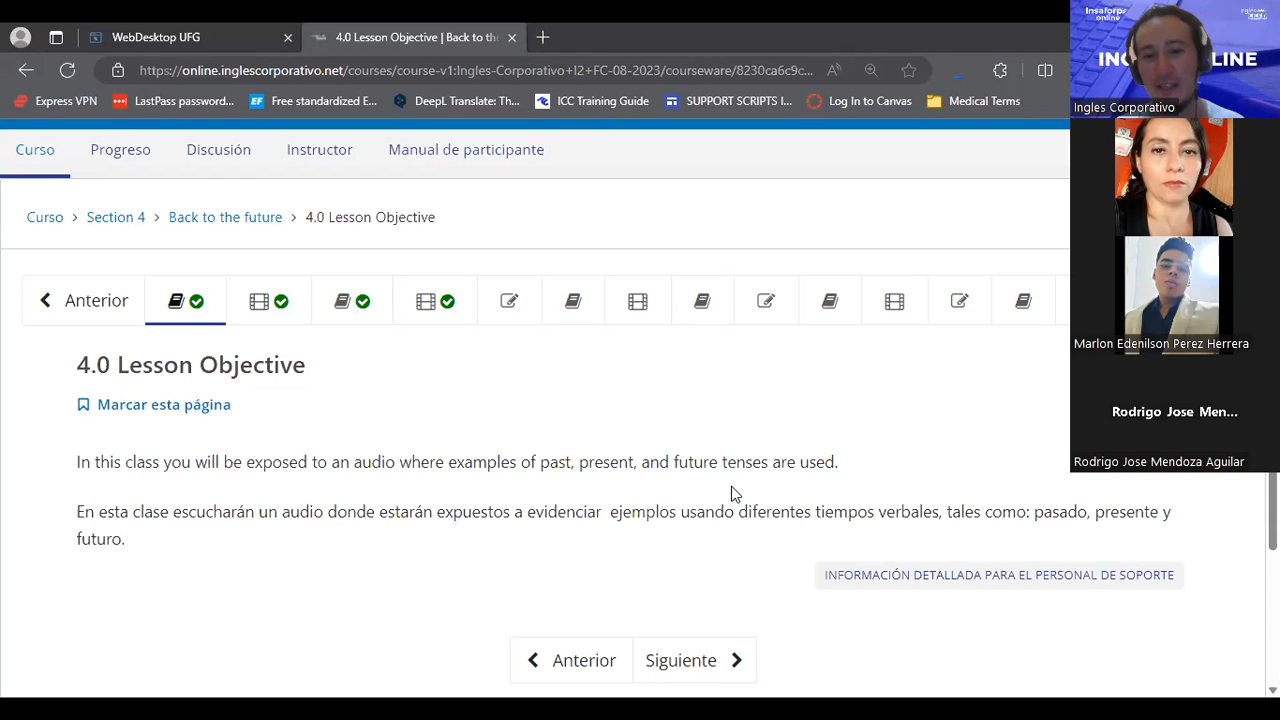 WebDesktop UFG
4.0 Lesson Objective | Back to th
https://online.inglescorporativo.net/courses/course-v1:Ingles-Corporativo+I2+FC-08-2023/courseware/8230ca6c9c...
Express VPN
LastPass password...
Free standardized E...
DeepL Translate: Th...
ICC Training Guide
SUPPORT SCRIPTS I...
Log In to Canvas
Medical Terms
Curso
Progreso
Discusión
Instructor
Manual de participante
Curso > Section 4 > Back to the future > 4.0 Lesson Objective
Anterior
4.0 Lesson Objective
Marcar esta página
In this class you will be exposed to an audio where examples of past, present, and future tenses are used.
En esta clase escucharán un audio donde estarán expuestos a evidenciar ejemplos usando diferentes tiempos verbales, tales como: pasado, presente y
futuro.
INFORMACIÓN DETALLADA PARA EL PERSONAL DE SOPORTE
Anterior
Siguiente
Insaforp
online
LINE
Ingles Corporativo
Marlon Edenilson Perez Herrera
Rodrigo Jose Men...
Rodrigo Jose Mendoza Aguilar